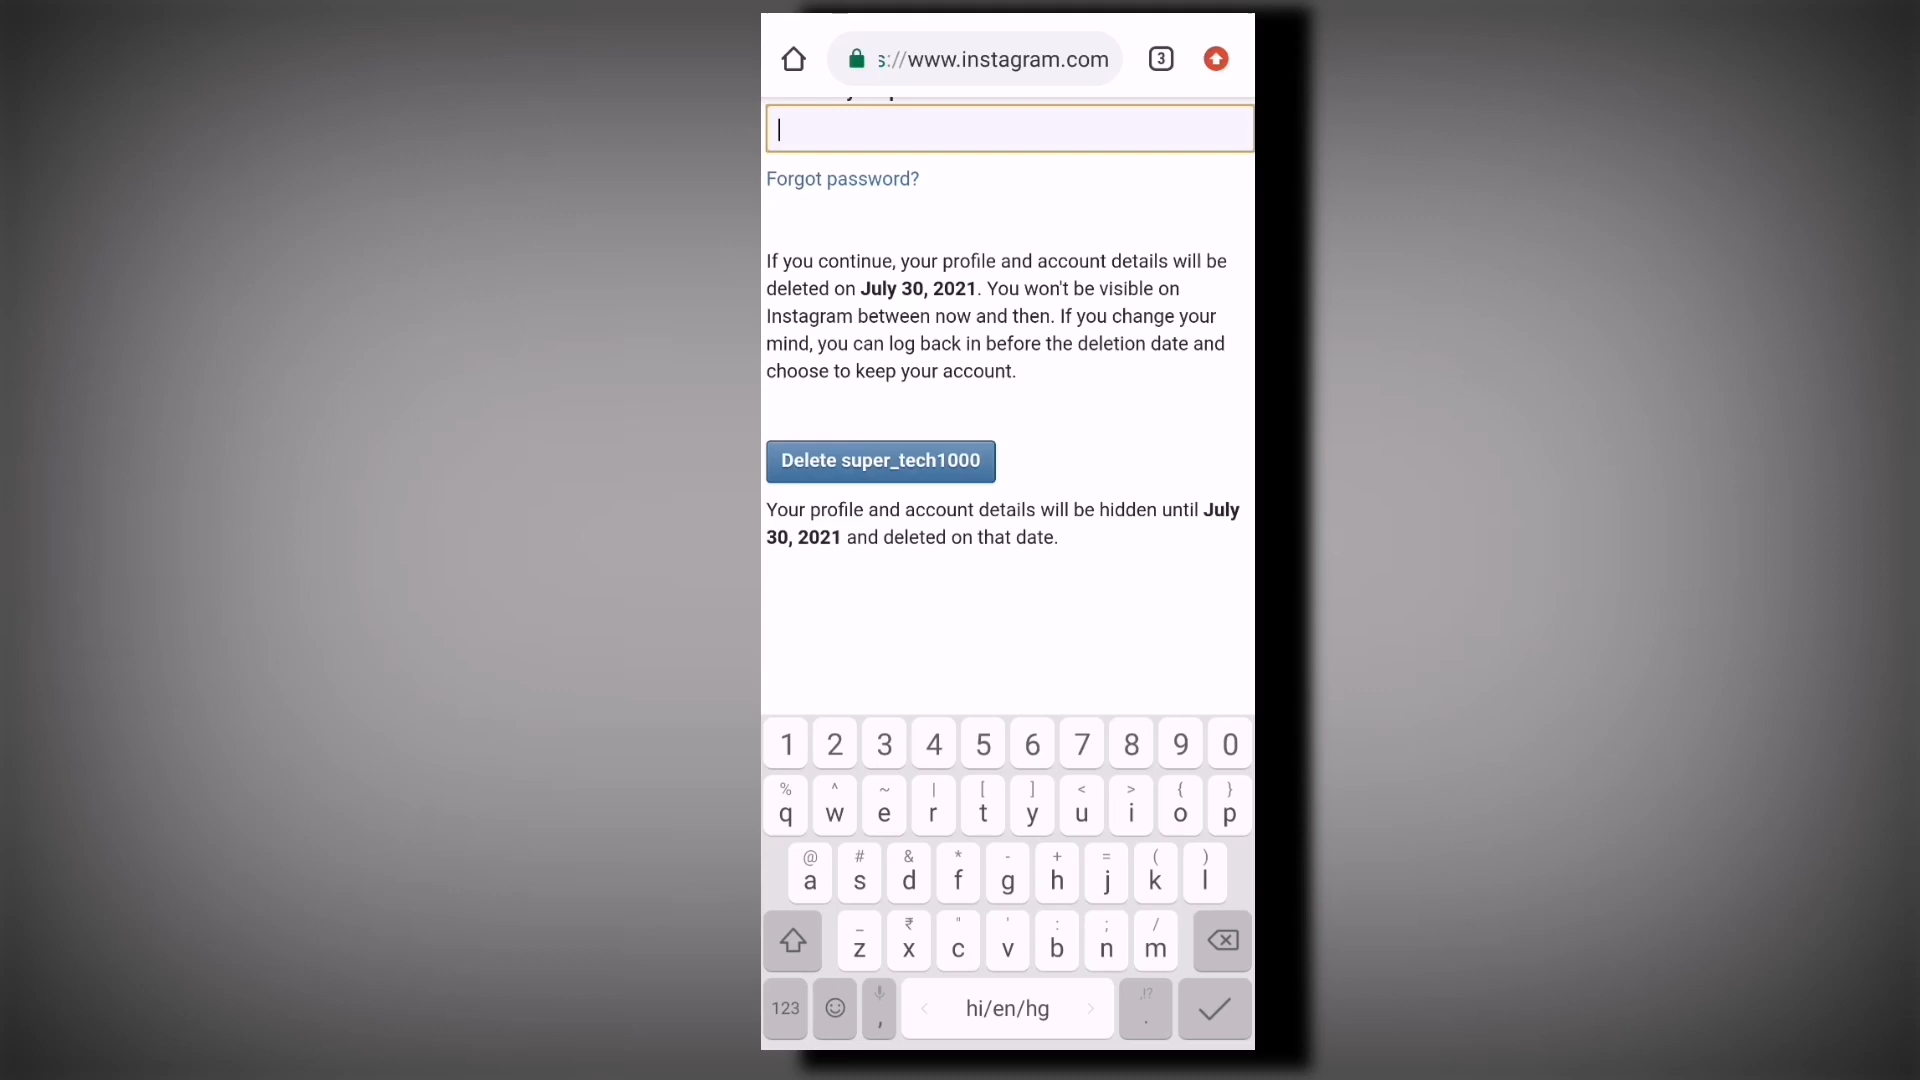 s://www.instagram.com 3
Forgot password?
If you continue, your profile and account details will be
deleted on July 30, 2021. You won't be visible on
Instagram between now and then. If you change your
mind, you can log back in before the deletion date and
choose to keep your account.
Delete super_tech1000
Your profile and account details will be hidden until July
30, 2021 and deleted on that date.
1 2 3 4 5 6 7 8 9 0
% ^ ~ | [ ] < > { }
q w e r t y u i o p
@ # & * - + = ( )
a s d f g h j k l
_ ₹ " ' : ; /
z x c v b n m
,!?
123 , < hi/en/hg > .